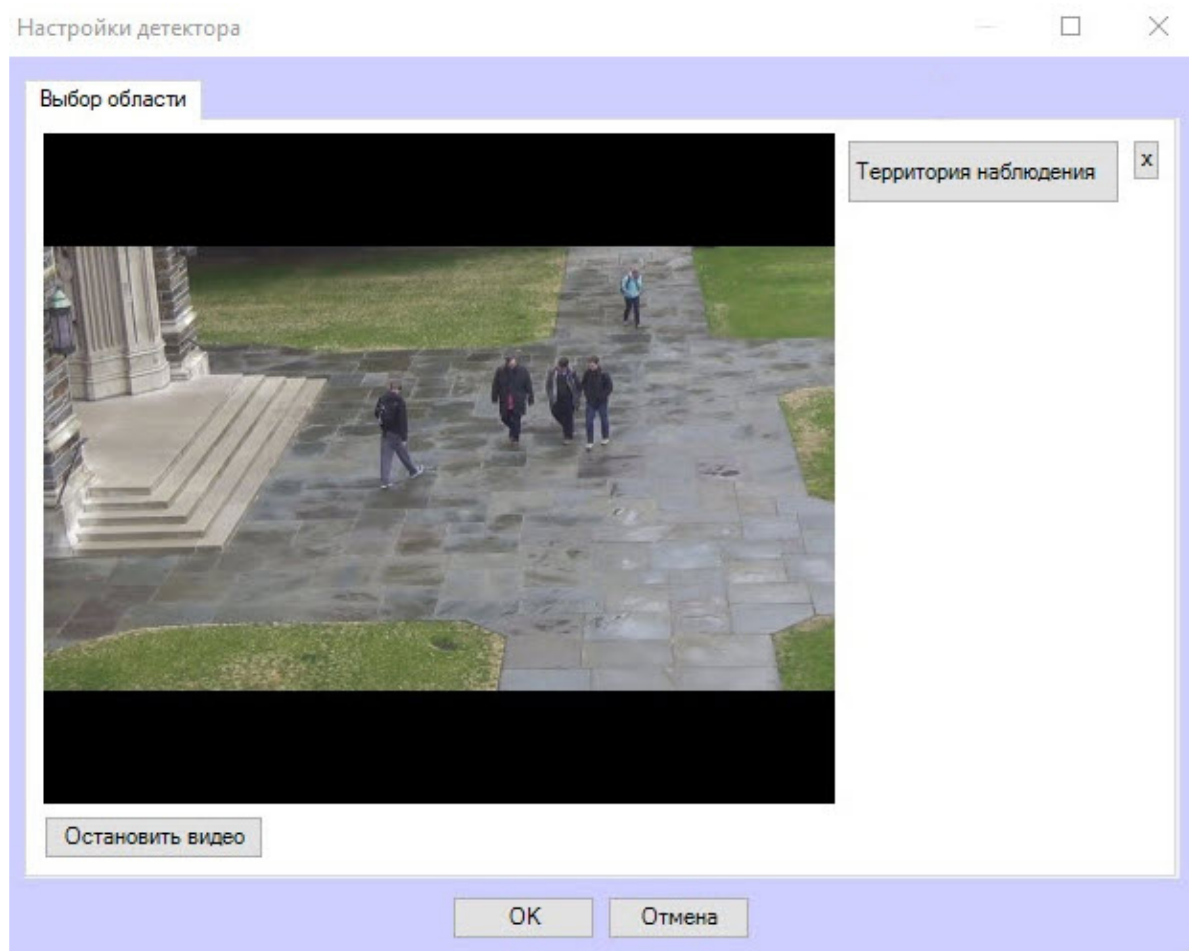 Настройки детектора
Выбор области
Территория наблюдения
x
Остановить видео
OK
Отмена